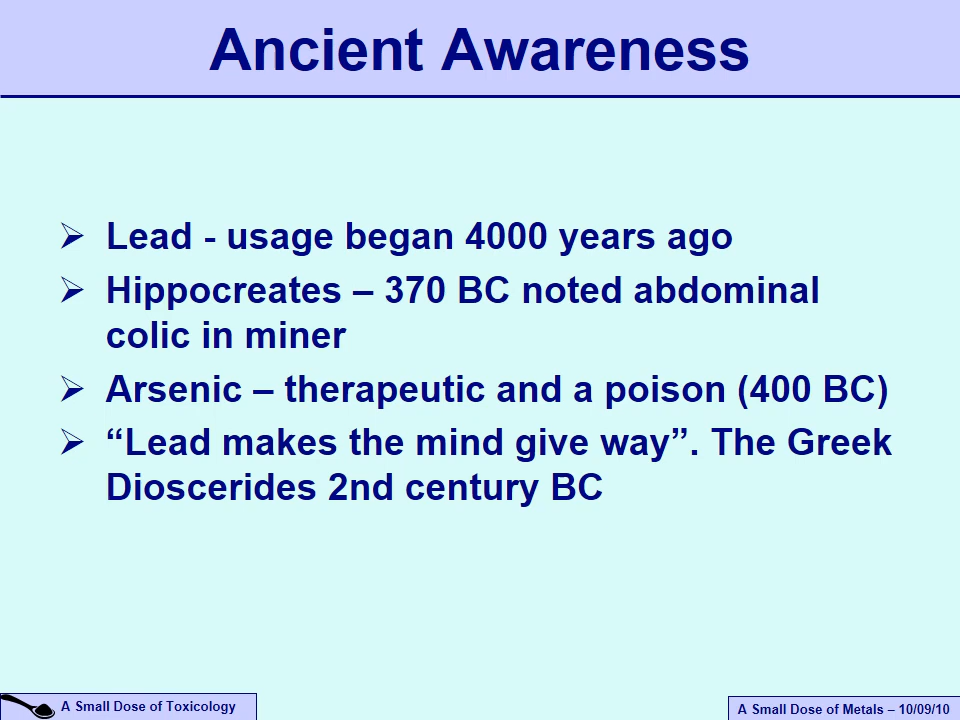 Ancient Awareness
➢ Lead - usage began 4000 years ago
➢ Hippocreates – 370 BC noted abdominal
colic in miner
➢ Arsenic – therapeutic and a poison (400 BC)
➢ “Lead makes the mind give way”. The Greek
Dioscerides 2nd century BC
A Small Dose of Toxicology
A Small Dose of Metals – 10/09/10